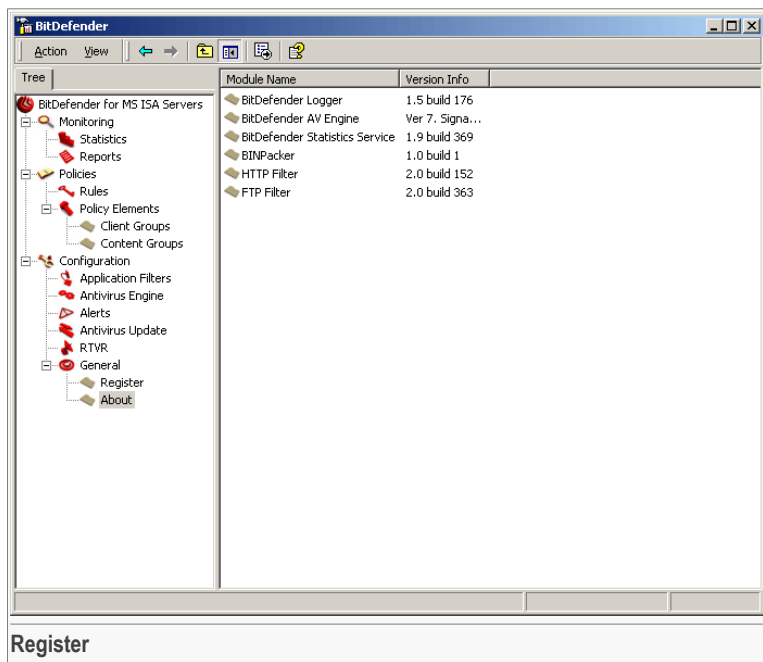 BitDefender
Action View
Tree
BitDefender for MS ISA Servers
Monitoring
Statistics
Reports
Policies
Rules
Policy Elements
Client Groups
Content Groups
Configuration
Application Filters
Antivirus Engine
Alerts
Antivirus Update
RTVR
General
Register
About
Module Name Version Info
BitDefender Logger 1.5 build 176
BitDefender AV Engine Ver 7. Signa...
BitDefender Statistics Service 1.9 build 369
BINPacker 1.0 build 1
HTTP Filter 2.0 build 152
FTP Filter 2.0 build 363
Register